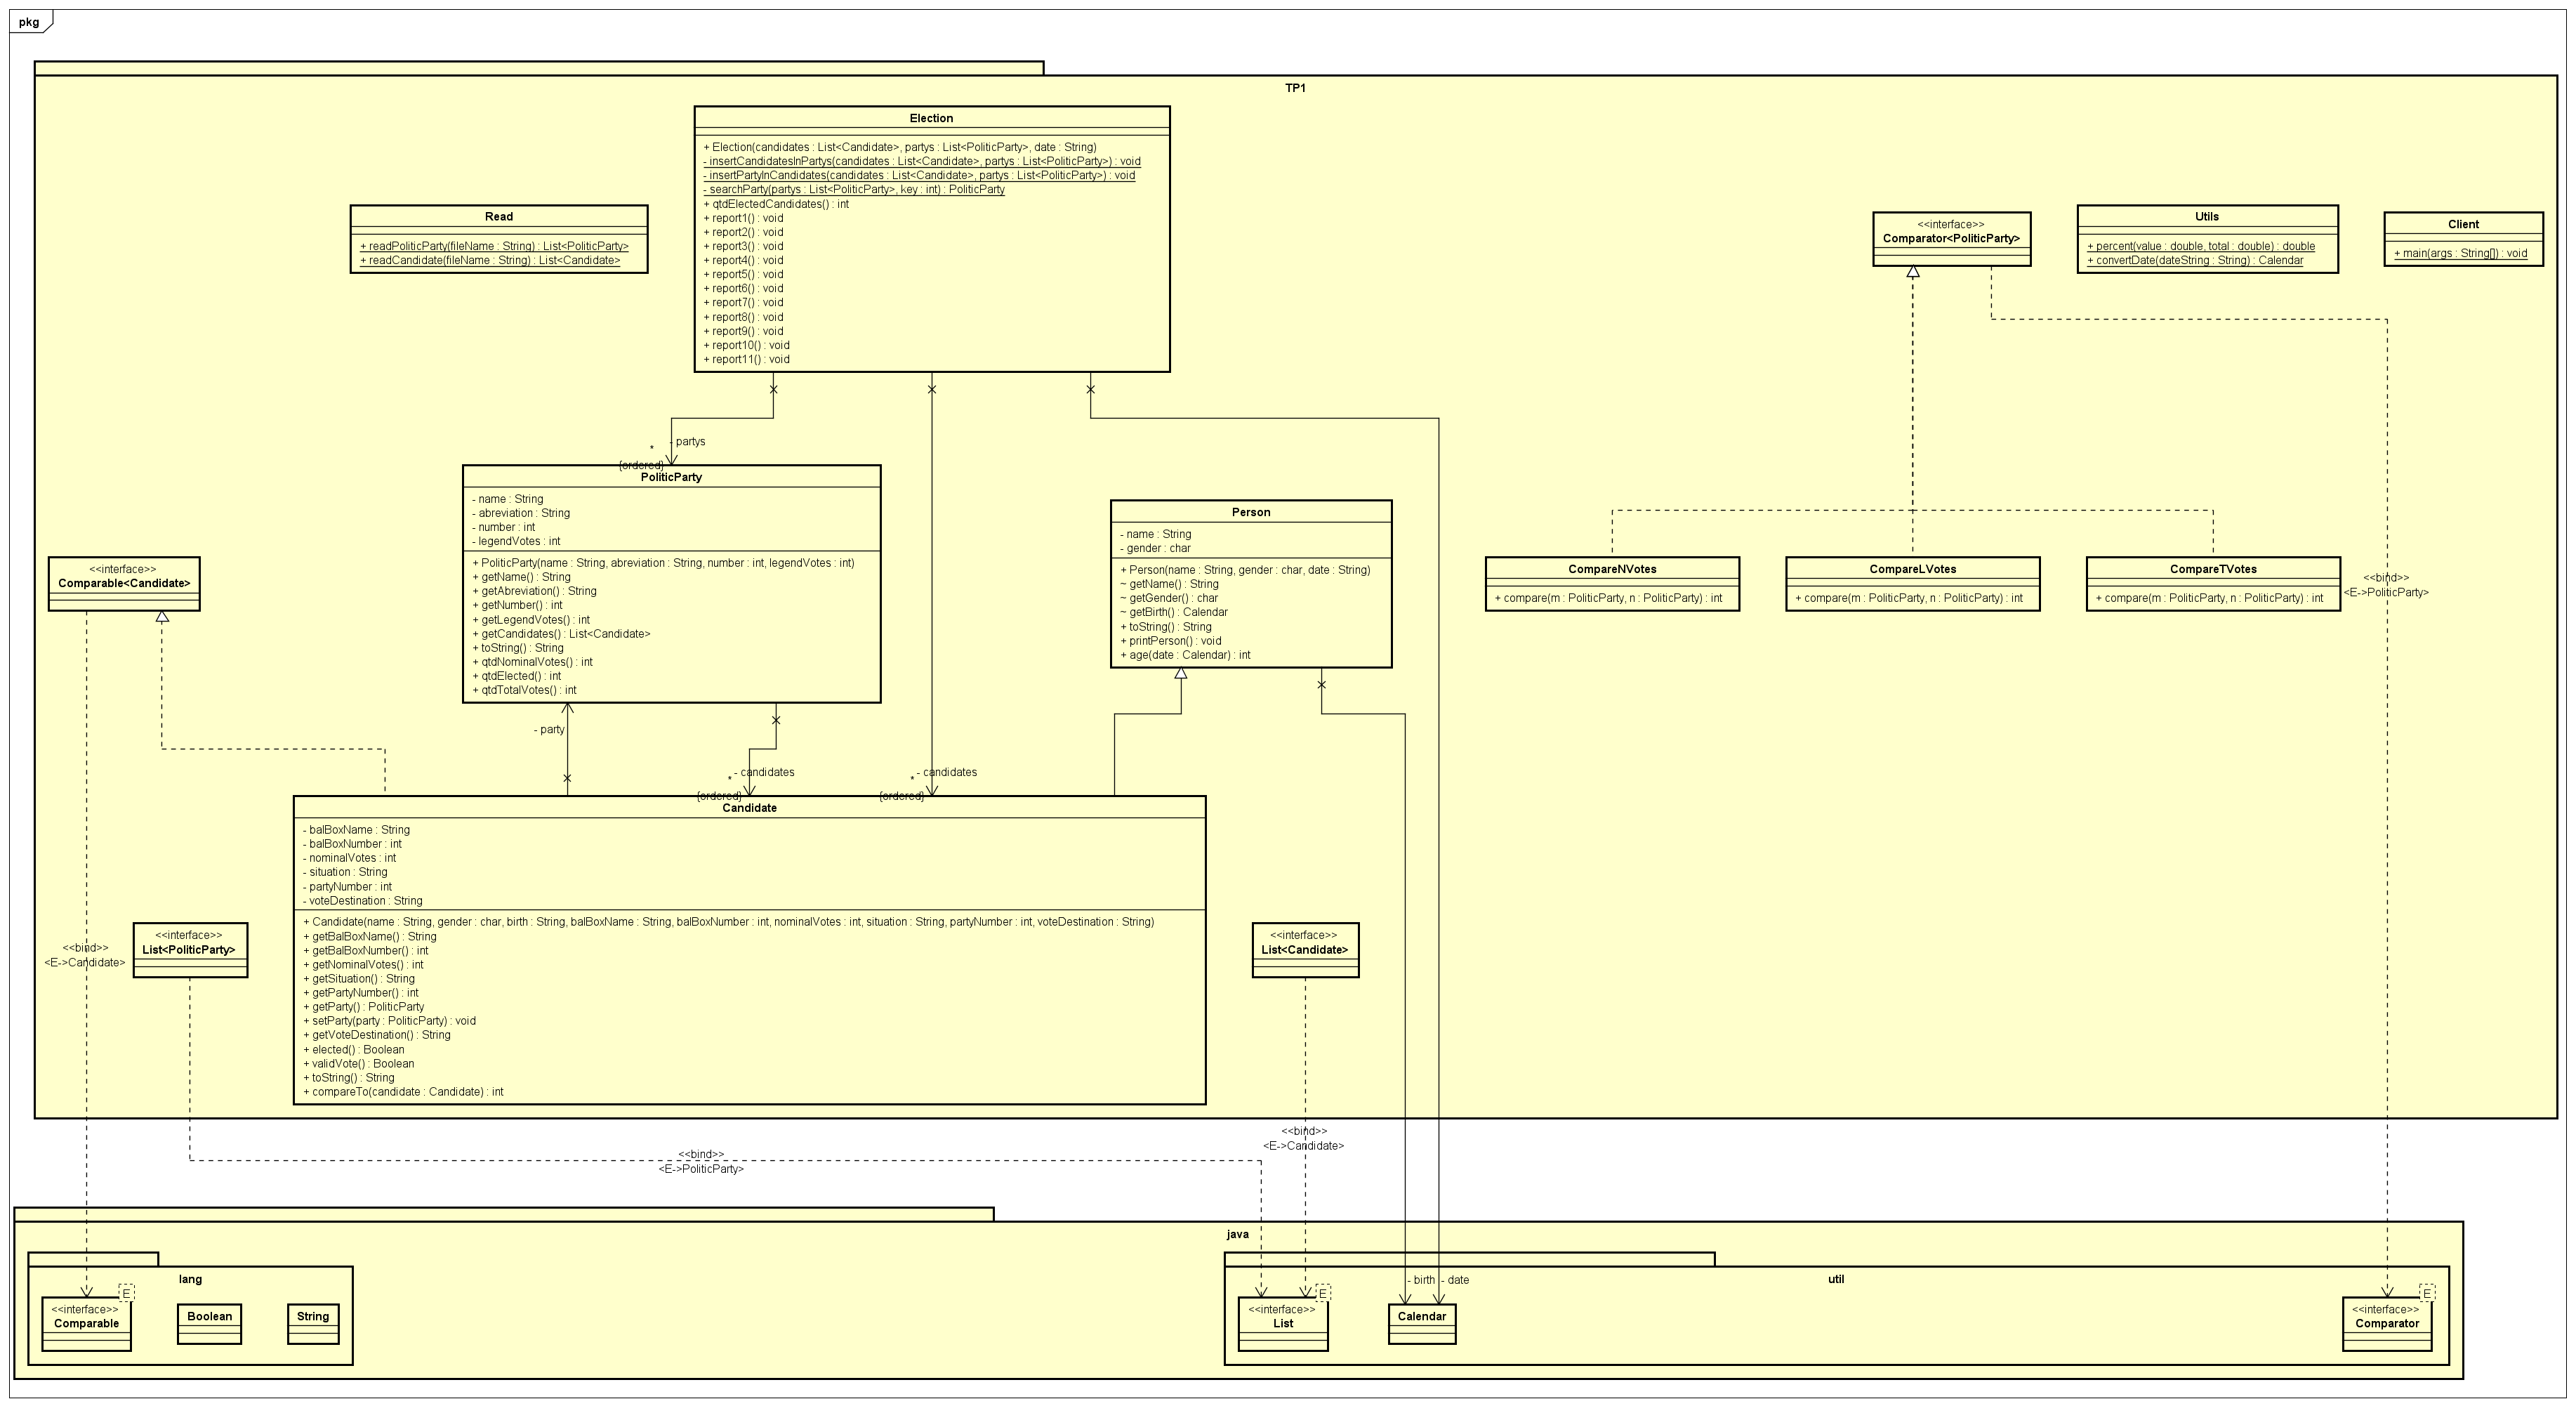 pkg
TP1
Election
+ Election(candidates : List<Candidate>, partys : List<PoliticParty>, date : String)
- insertCandidatesInPartys(candidates : List<Candidate>, partys : List<PoliticParty>) : void
- insertPartyInCandidates(candidates : List<Candidate>, partys : List<PoliticParty>) : void
- searchParty(partys : List<PoliticParty>, key : int) : PoliticParty
+ qtdElectedCandidates() : int
+ report1() : void
+ report2() : void
+ report3() : void
+ report4() : void
+ report5() : void
+ report6() : void
+ report7() : void
+ report8() : void
+ report9() : void
+ report10() : void
+ report11() : void
Read
+ readPoliticParty(fileName : String) : List<PoliticParty>
+ readCandidate(fileName : String) : List<Candidate>
<<interface>>
Comparator<PoliticParty>
Utils
+ percent(value : double, total : double) : double
+ convertDate(dateString : String) : Calendar
Client
+ main(args : String[]) : void
- partys
*
{ordered}
PoliticParty
- name : String
- abreviation : String
- number : int
- legendVotes : int
+ PoliticParty(name : String, abreviation : String, number : int, legendVotes : int)
+ getName() : String
+ getAbreviation() : String
+ getNumber() : int
+ getLegendVotes() : int
+ getCandidates() : List<Candidate>
+ toString() : String
+ qtdNominalVotes() : int
+ qtdElected() : int
+ qtdTotalVotes() : int
Person
- name : String
- gender : char
+ Person(name : String, gender : char, date : String)
~ getName() : String
~ getGender() : char
~ getBirth() : Calendar
+ toString() : String
+ printPerson() : void
+ age(date : Calendar) : int
<<interface>>
Comparable<Candidate>
CompareNVotes
+ compare(m : PoliticParty, n : PoliticParty) : int
CompareLVotes
+ compare(m : PoliticParty, n : PoliticParty) : int
CompareTVotes
+ compare(m : PoliticParty, n : PoliticParty) : int
<<bind>>
<E->PoliticParty>
- party
- candidates
*
{ordered}
- candidates
*
{ordered}
Candidate
- balBoxName : String
- balBoxNumber : int
- nominalVotes : int
- situation : String
- partyNumber : int
- voteDestination : String
+ Candidate(name : String, gender : char, birth : String, balBoxName : String, balBoxNumber : int, nominalVotes : int, situation : String, partyNumber : int, voteDestination : String)
+ getBalBoxName() : String
+ getBalBoxNumber() : int
+ getNominalVotes() : int
+ getSituation() : String
+ getPartyNumber() : int
+ getParty() : PoliticParty
+ setParty(party : PoliticParty) : void
+ getVoteDestination() : String
+ elected() : Boolean
+ validVote() : Boolean
+ toString() : String
+ compareTo(candidate : Candidate) : int
<<bind>>
<E->Candidate>
<<interface>>
List<PoliticParty>
<<interface>>
List<Candidate>
<<bind>>
<E->Candidate>
<<bind>>
<E->PoliticParty>
java
lang
E
<<interface>>
Comparable
Boolean
String
util
- birth
- date
E
<<interface>>
List
Calendar
E
<<interface>>
Comparator